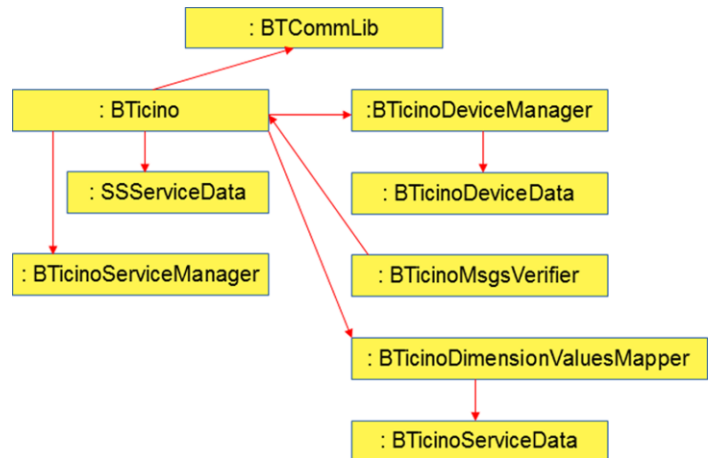 : BTCommLib
: BTicino
:BTicinoDeviceManager
: SSServiceData
: BTicinoDeviceData
: BTicinoServiceManager
: BTicinoMsgsVerifier
: BTicinoDimensionValuesMapper
: BTicinoServiceData